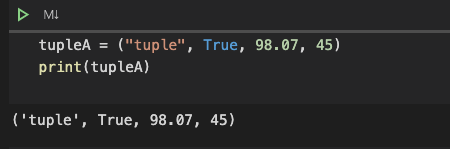 M↓
tupleA = ("tuple", True, 98.07, 45)
print(tupleA)
('tuple', True, 98.07, 45)